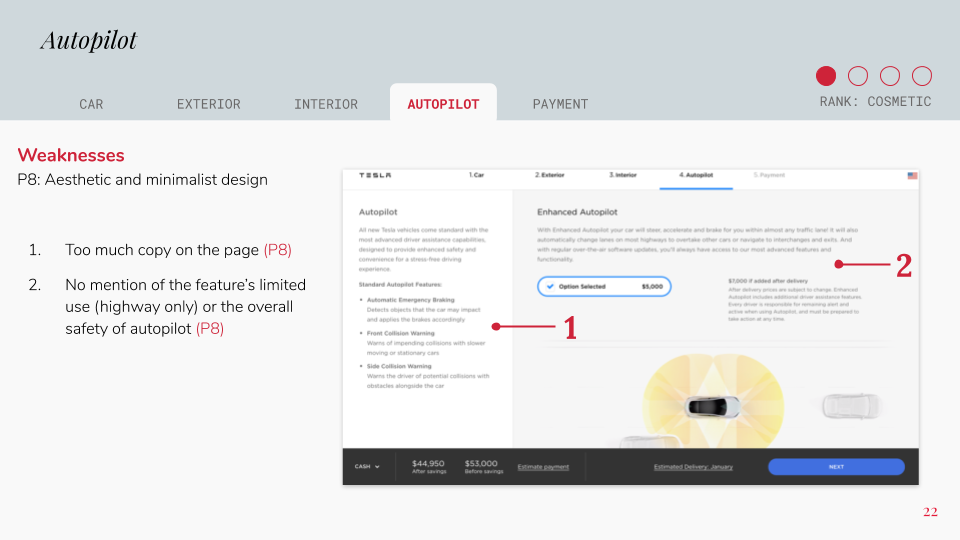 Autopilot
CAR EXTERIOR INTERIOR AUTOPILOT PAYMENT
RANK: COSMETIC
Weaknesses
P8: Aesthetic and minimalist design
1. Too much copy on the page (P8)
2. No mention of the feature's limited
use (highway only) or the overall
safety of autopilot (P8)
TESLA 1. Car 2. Exterior 3. Interior 4. Autopilot 5. Payment
Autopilot
All new Tesla vehicles come standard with the
most advanced driver assistance capabilities,
designed to provide enhanced safety and
convenience for a stress-free driving
experience.
Standard Autopilot Features:
• Automatic Emergency Braking
Detects objects that the car may impact
and applies the brakes accordingly
• Front Collision Warning
Warns of impending collisions with slower
moving or stationary cars
• Side Collision Warning
Warns the driver of potential collisions with
obstacles alongside the car
1
Enhanced Autopilot
With Enhanced Autopilot your car will steer, accelerate and brake for you within almost any traffic lane! It will also
automatically change lanes on most highways to overtake other cars or navigate to interchanges and exits. And
with regular over-the-air software updates, you'll always have access to our most advanced features and
functionality.
2
Option Selected $5,000
$7,000 if added after delivery
After delivery prices are subject to change. Enhanced
Autopilot includes additional driver assistance features.
Every driver is responsible for remaining alert and
active when using Autopilot, and must be prepared to
take action at any time.
CASH $44,950 $53,000 Estimate payment Estimated Delivery: January NEXT
After savings Before savings
22